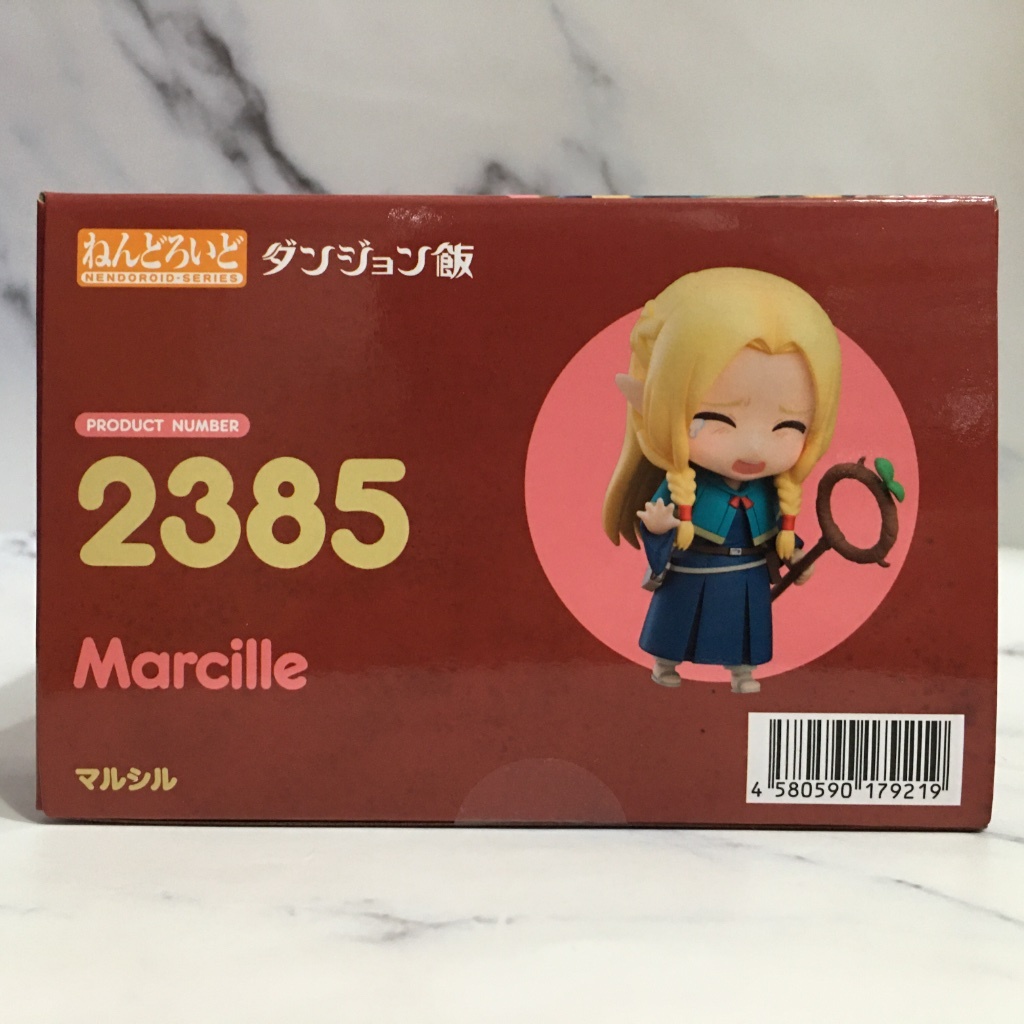 ねんどろいど
NENDOROID-SERIES
ダンジョン飯
PRODUCT NUMBER
2385
Marcille
マルシル
4 580590 179219